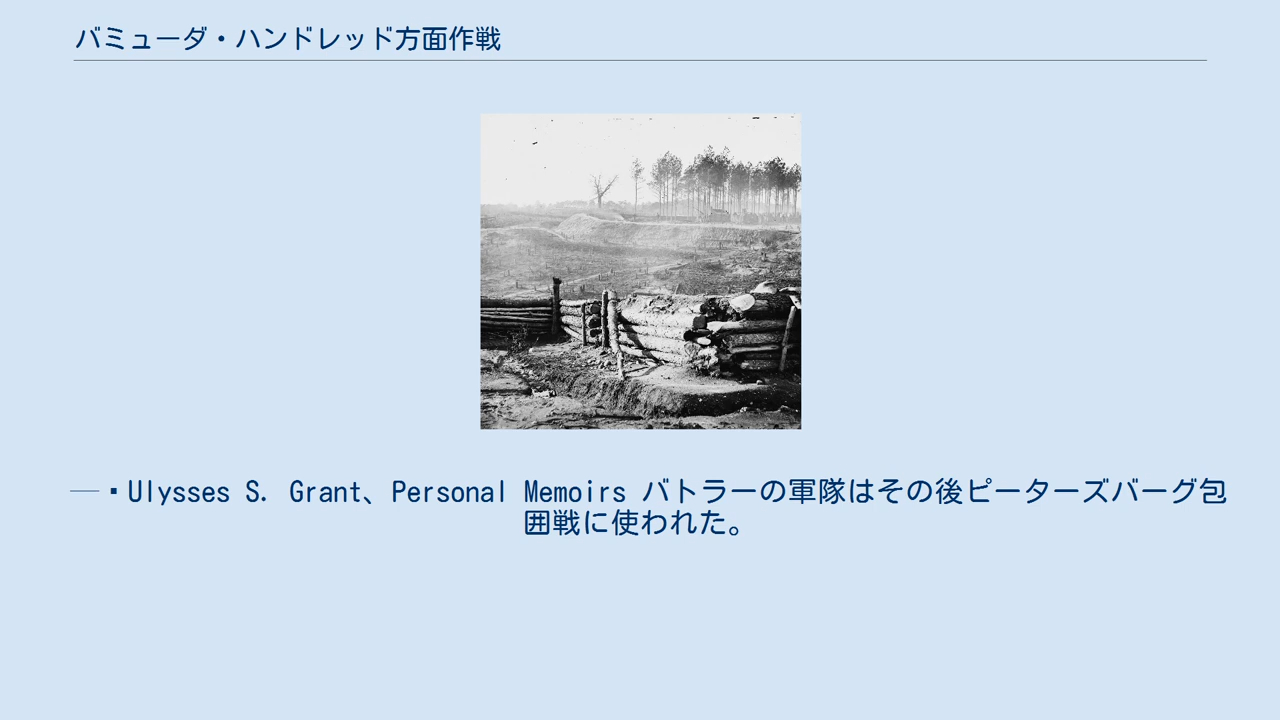 バミューダ・ハンドレッド方面作戦
―▪Ulysses S. Grant、Personal Memoirs バトラーの軍隊はその後ピーターズバーグ包
囲戦に使われた。